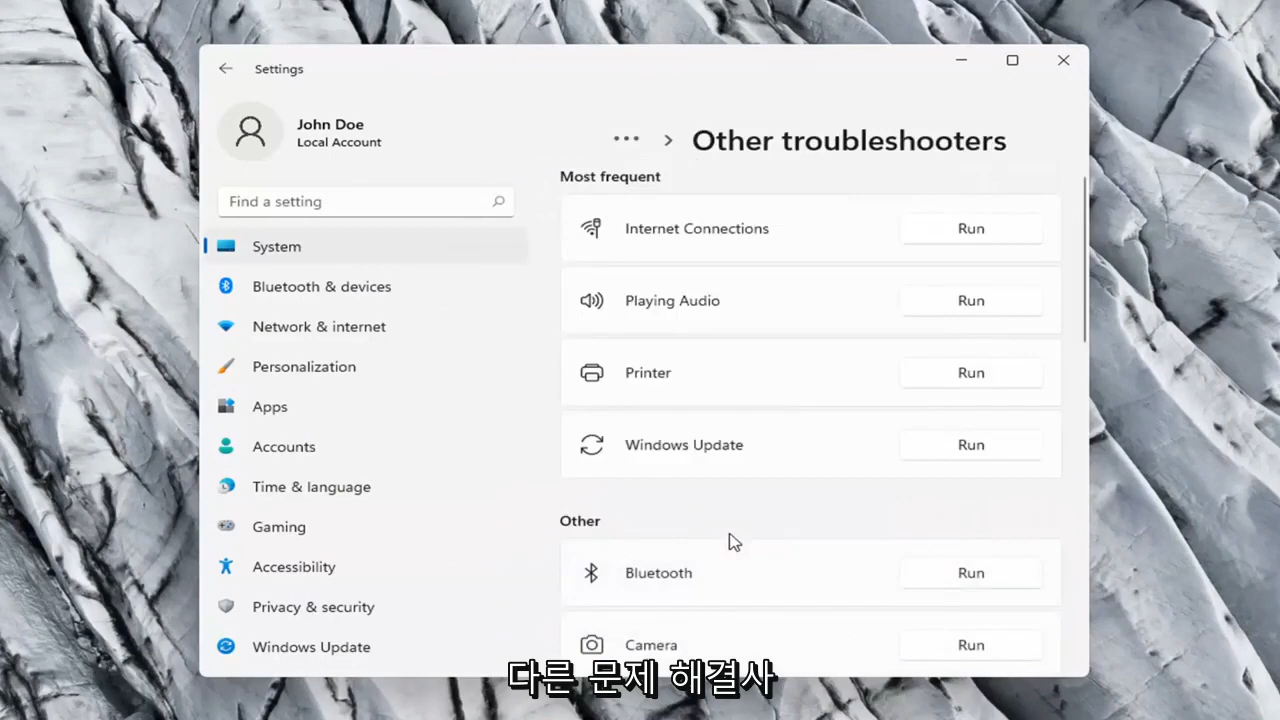 Settings
John Doe
Local Account
Find a setting
System
Bluetooth & devices
Network & internet
Personalization
Apps
Accounts
Time & language
Gaming
Accessibility
Privacy & security
Windows Update
... > Other troubleshooters
Most frequent
Internet Connections Run
Playing Audio Run
Printer Run
Windows Update Run
Other
Bluetooth Run
Camera Run
다른 문제 해결사